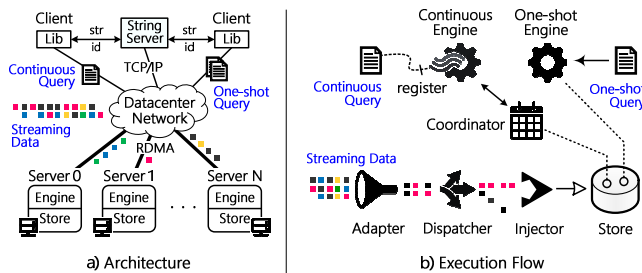 Client
String
Server
Client
Lib
str
id
str
id
Lib
TCP/IP
Continuous
Query
One-shot
Query
Datacenter
Network
Streaming
Data
RDMA
Server 0
Server 1
Server N
Engine
Store
Engine
Store
. . .
Engine
Store
a) Architecture
Continuous
Engine
One-shot
Engine
Continuous
Query
register
One-shot
Query
Coordinator
Streaming Data
Adapter
Dispatcher
Injector
Store
b) Execution Flow